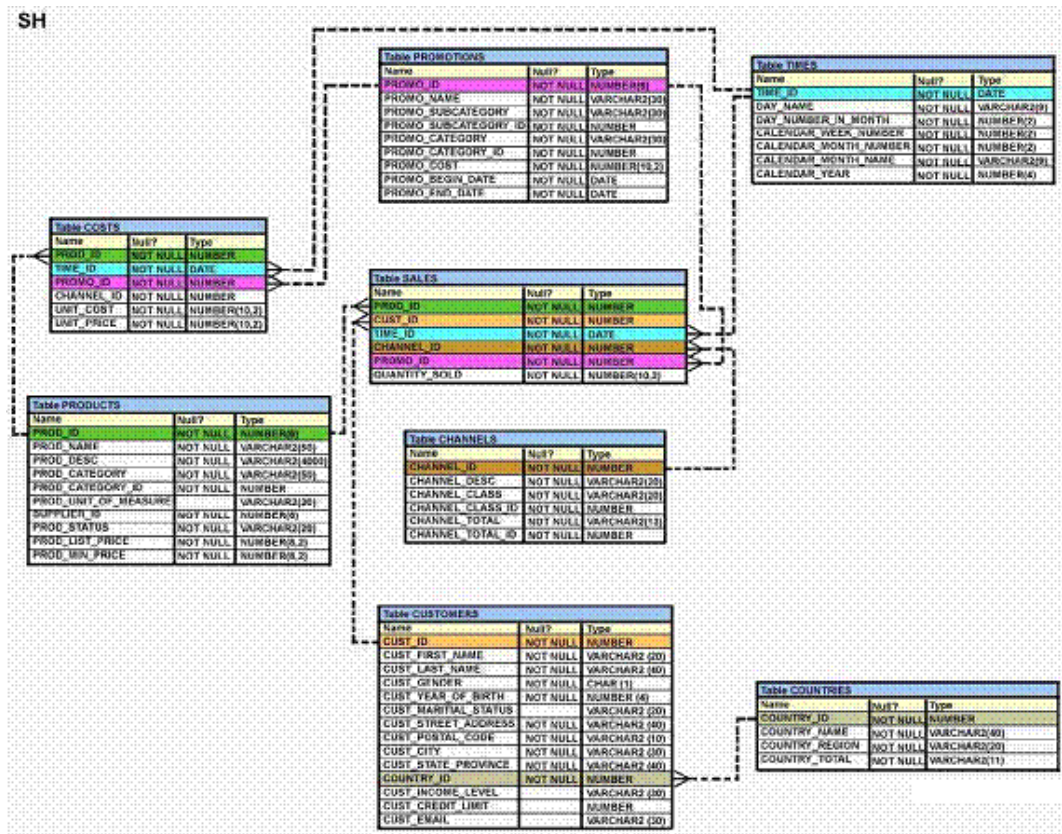 SH
Table PROMOTIONS
Name Null? Type
PROMO_ID NOT NULL NUMBER(6)
PROMO_NAME NOT NULL VARCHAR2(30)
PROMO_SUBCATEGORY NOT NULL VARCHAR2(30)
PROMO_SUBCATEGORY_ID NOT NULL NUMBER
PROMO_CATEGORY NOT NULL VARCHAR2(30)
PROMO_CATEGORY_ID NOT NULL NUMBER
PROMO_COST NOT NULL NUMBER(10,2)
PROMO_BEGIN_DATE NOT NULL DATE
PROMO_END_DATE NOT NULL DATE
Table TIMES
Name Null? Type
TIME_ID NOT NULL DATE
DAY_NAME NOT NULL VARCHAR2(9)
DAY_NUMBER_IN_MONTH NOT NULL NUMBER(2)
CALENDAR_WEEK_NUMBER NOT NULL NUMBER(2)
CALENDAR_MONTH_NUMBER NOT NULL NUMBER(2)
CALENDAR_MONTH_NAME NOT NULL VARCHAR2(9)
CALENDAR_YEAR NOT NULL NUMBER(4)
Table COSTS
Name Null? Type
PROD_ID NOT NULL NUMBER
TIME_ID NOT NULL DATE
PROMO_ID NOT NULL NUMBER
CHANNEL_ID NOT NULL NUMBER
UNIT_COST NOT NULL NUMBER(10,2)
UNIT_PRICE NOT NULL NUMBER(10,2)
Table SALES
Name Null? Type
PROD_ID NOT NULL NUMBER
CUST_ID NOT NULL NUMBER
TIME_ID NOT NULL DATE
CHANNEL_ID NOT NULL NUMBER
PROMO_ID NOT NULL NUMBER
QUANTITY_SOLD NOT NULL NUMBER(10,2)
Table PRODUCTS
Name Null? Type
PROD_ID NOT NULL NUMBER(6)
PROD_NAME NOT NULL VARCHAR2(50)
PROD_DESC NOT NULL VARCHAR2(4000)
PROD_CATEGORY NOT NULL VARCHAR2(50)
PROD_CATEGORY_ID NOT NULL NUMBER
PROD_UNIT_OF_MEASURE VARCHAR2(20)
SUPPLIER_ID NOT NULL NUMBER(6)
PROD_STATUS NOT NULL VARCHAR2(20)
PROD_LIST_PRICE NOT NULL NUMBER(8,2)
PROD_MIN_PRICE NOT NULL NUMBER(8,2)
Table CHANNELS
Name Null? Type
CHANNEL_ID NOT NULL NUMBER
CHANNEL_DESC NOT NULL VARCHAR2(20)
CHANNEL_CLASS NOT NULL VARCHAR2(20)
CHANNEL_CLASS_ID NOT NULL NUMBER
CHANNEL_TOTAL NOT NULL VARCHAR2(13)
CHANNEL_TOTAL_ID NOT NULL NUMBER
Table CUSTOMERS
Name Null? Type
CUST_ID NOT NULL NUMBER
CUST_FIRST_NAME NOT NULL VARCHAR2 (20)
CUST_LAST_NAME NOT NULL VARCHAR2 (40)
CUST_GENDER NOT NULL CHAR (1)
CUST_YEAR_OF_BIRTH NOT NULL NUMBER (4)
CUST_MARITIAL_STATUS VARCHAR2 (20)
CUST_STREET_ADDRESS NOT NULL VARCHAR2 (40)
CUST_POSTAL_CODE NOT NULL VARCHAR2 (10)
CUST_CITY NOT NULL VARCHAR2 (30)
CUST_STATE_PROVINCE NOT NULL VARCHAR2 (40)
COUNTRY_ID NOT NULL NUMBER
CUST_INCOME_LEVEL VARCHAR2 (30)
CUST_CREDIT_LIMIT NUMBER
CUST_EMAIL VARCHAR2 (30)
Table COUNTRIES
Name Null? Type
COUNTRY_ID NOT NULL NUMBER
COUNTRY_NAME NOT NULL VARCHAR2(40)
COUNTRY_REGION NOT NULL VARCHAR2(20)
COUNTRY_TOTAL NOT NULL VARCHAR2(11)